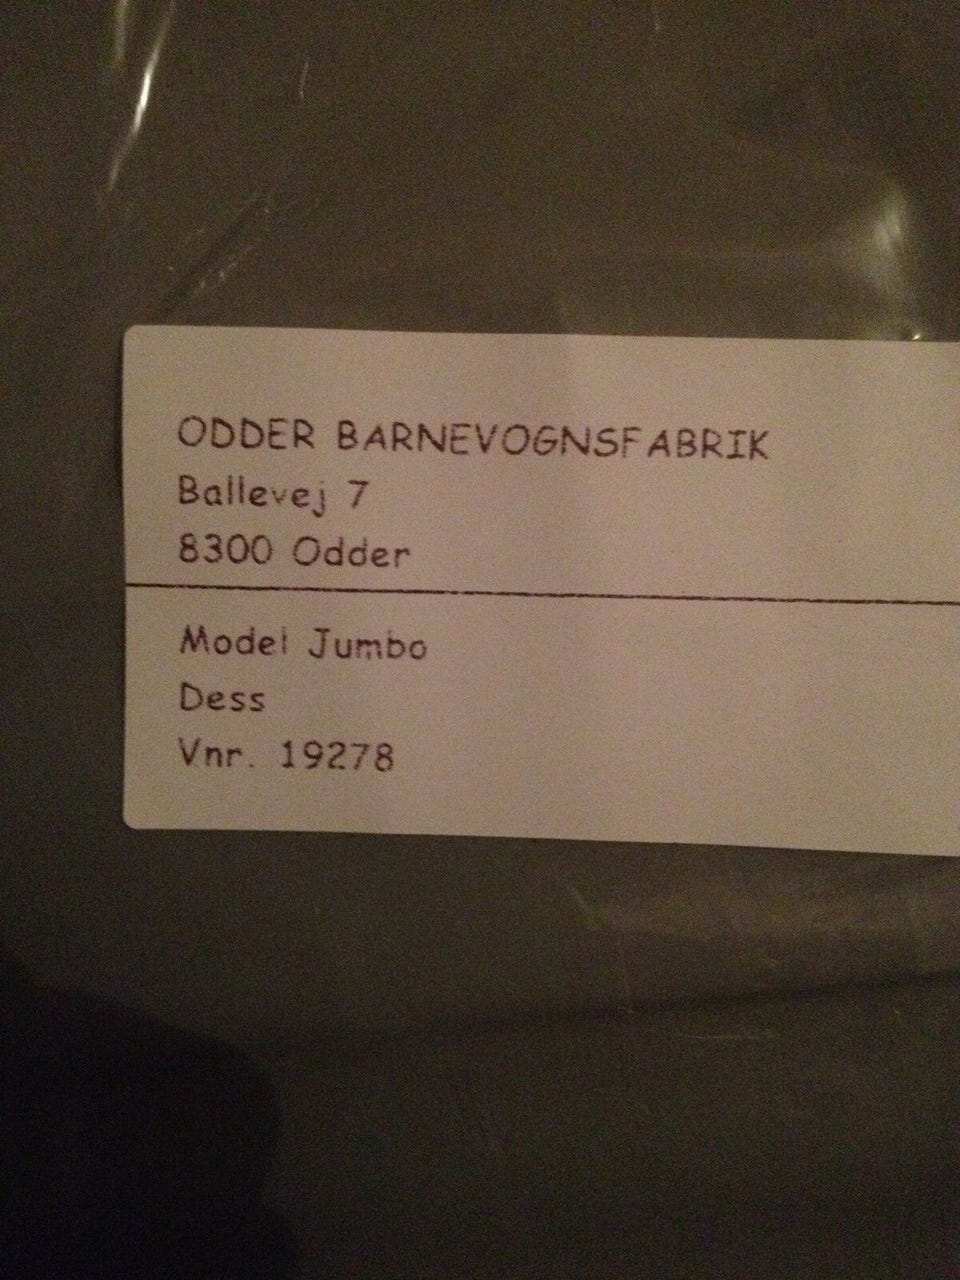 ODDER BARNEVOGNSFABRIK
Ballevej 7
8300 Odder
Model Jumbo
Dess
Vnr. 19278